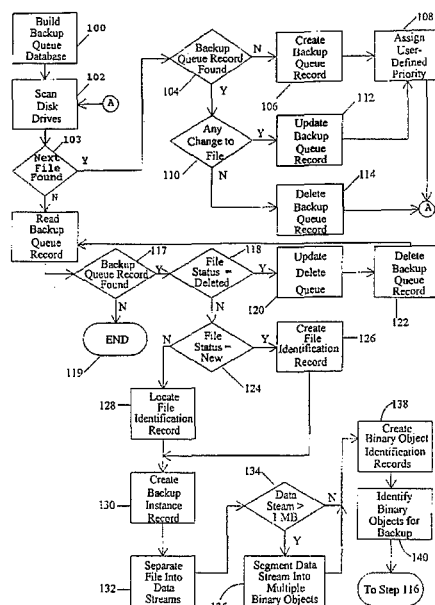 Build
Backup
Queue
Database
100
Scan
Disk
Drives
102
A
103
Next
File
Found
Y
N
Backup
Queue Record
Found
104
N
Y
Create
Backup
Queue
Record
106
108
Assign
User-
Defined
Priority
Any
Change to
File
110
Y
N
Update
Backup
Queue
Record
112
Delete
Backup
Queue
Record
114
A
Read
Backup
Queue
Record
117
Backup
Queue Record
Found
Y
N
END
119
118
File
Status =
Deleted
Y
N
Update
Delete
Queue
120
Delete
Backup
Queue
Record
122
File
Status =
New
124
N
Y
Create
File
Identification
Record
126
128
Locate
File
Identification
Record
130
Create
Backup
Instance
Record
132
Separate
File Into
Data
Streams
134
Data
Steam >
1 MB
N
Y
Segment Data
Stream Into
Multiple
Binary Objects
136
138
Create
Binary Object
Identification
Records
Identify
Binary
Objects for
Backup
140
To Step 116